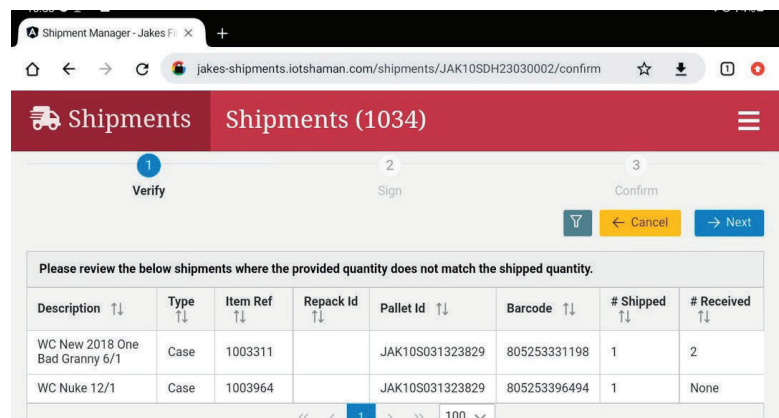 Shipment Manager - Jakes Fi
jakes-shipments.iotshaman.com/shipments/JAK10SDH23030002/confirm
1
Shipments
Shipments (1034)
1
2
3
Verify
Sign
Confirm
Cancel
Next
Please review the below shipments where the provided quantity does not match the shipped quantity.
Description Type Item Ref Repack Id Pallet Id Barcode # Shipped # Received
WC New 2018 One
Bad Granny 6/1 Case 1003311 JAK10S031323829 805253331198 1 2
WC Nuke 12/1 Case 1003964 JAK10S031323829 805253396494 1 None
1
100